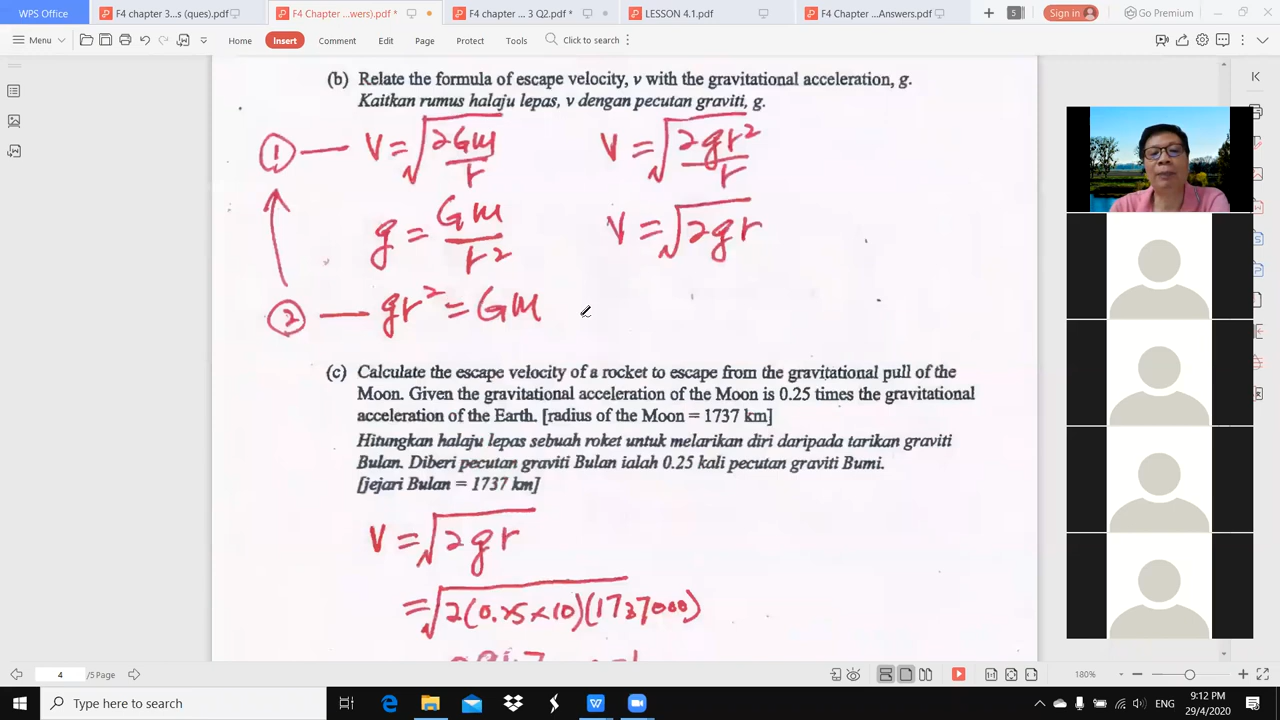 WPS Office
F4 chapter 3...s (ques).pdf
F4 Chapter ...wers).pdf *
F4 chapter ... 3 Q2.pdf *
LESSON 4.1.pdf
F4 Chapter ...Answers.pdf
S
Sign in
Go Premium
Menu
Home
Insert
Comment
Edit
Page
Protect
Tools
Click to search
(b) Relate the formula of escape velocity, v with the gravitational acceleration, g.
Kaitkan rumus halaju lepas, v dengan pecutan graviti, g.
① — v = √(2GM/r)
v = √(2gr²/r)
g = GM/r²
v = √2gr
② — gr² = GM
(c) Calculate the escape velocity of a rocket to escape from the gravitational pull of the
Moon. Given the gravitational acceleration of the Moon is 0.25 times the gravitational
acceleration of the Earth. [radius of the Moon = 1737 km]
Hitungkan halaju lepas sebuah roket untuk melarikan diri daripada tarikan graviti
Bulan. Diberi pecutan graviti Bulan ialah 0.25 kali pecutan graviti Bumi.
[jejari Bulan = 1737 km]
v = √2gr
= √2(0.25×10)(1737000)
4
/5 Page
180%
Type here to search
ENG
9:12 PM
29/4/2020